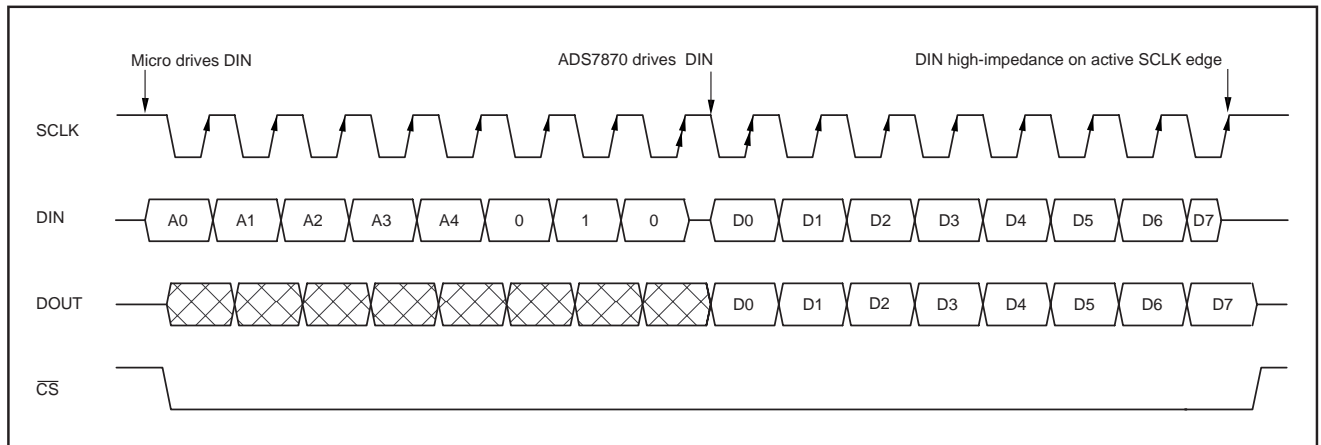 Micro drives DIN
ADS7870 drives DIN
DIN high-impedance on active SCLK edge
SCLK
DIN
A0 A1 A2 A3 A4 0 1 0 D0 D1 D2 D3 D4 D5 D6 D7
DOUT
D0 D1 D2 D3 D4 D5 D6 D7
CS